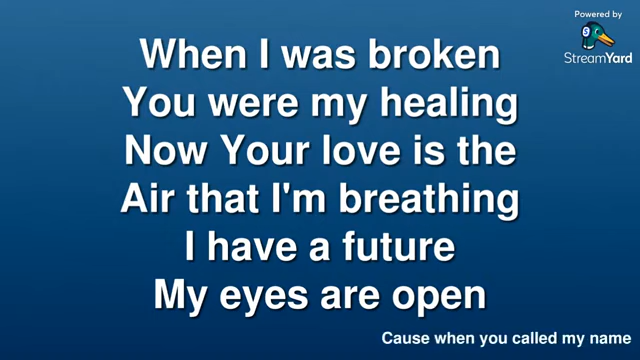 Powered by
StreamYard
When I was broken
You were my healing
Now Your love is the
Air that I'm breathing
I have a future
My eyes are open
Cause when you called my name